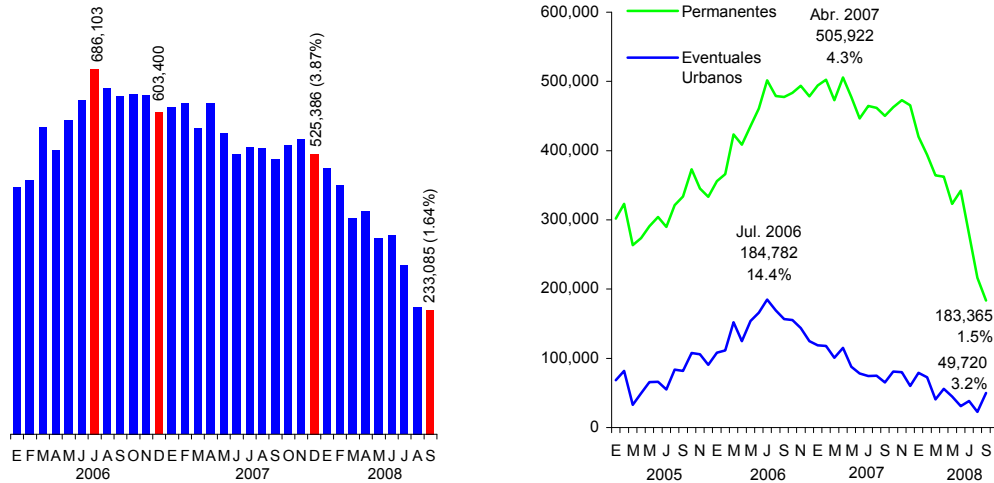 686,103
603,400
525,386 (3.87%)
233,085 (1.64%)
E F M A M J J A S O N D E F M A M J J A S O N D E F M A M J J A S
2006 2007 2008
600,000
500,000
400,000
300,000
200,000
100,000
0
Permanentes
Eventuales
Urbanos
Abr. 2007
505,922
4.3%
Jul. 2006
184,782
14.4%
183,365
1.5%
49,720
3.2%
E M M J S N E M M J S N E M M J S N E M M J S
2005 2006 2007 2008